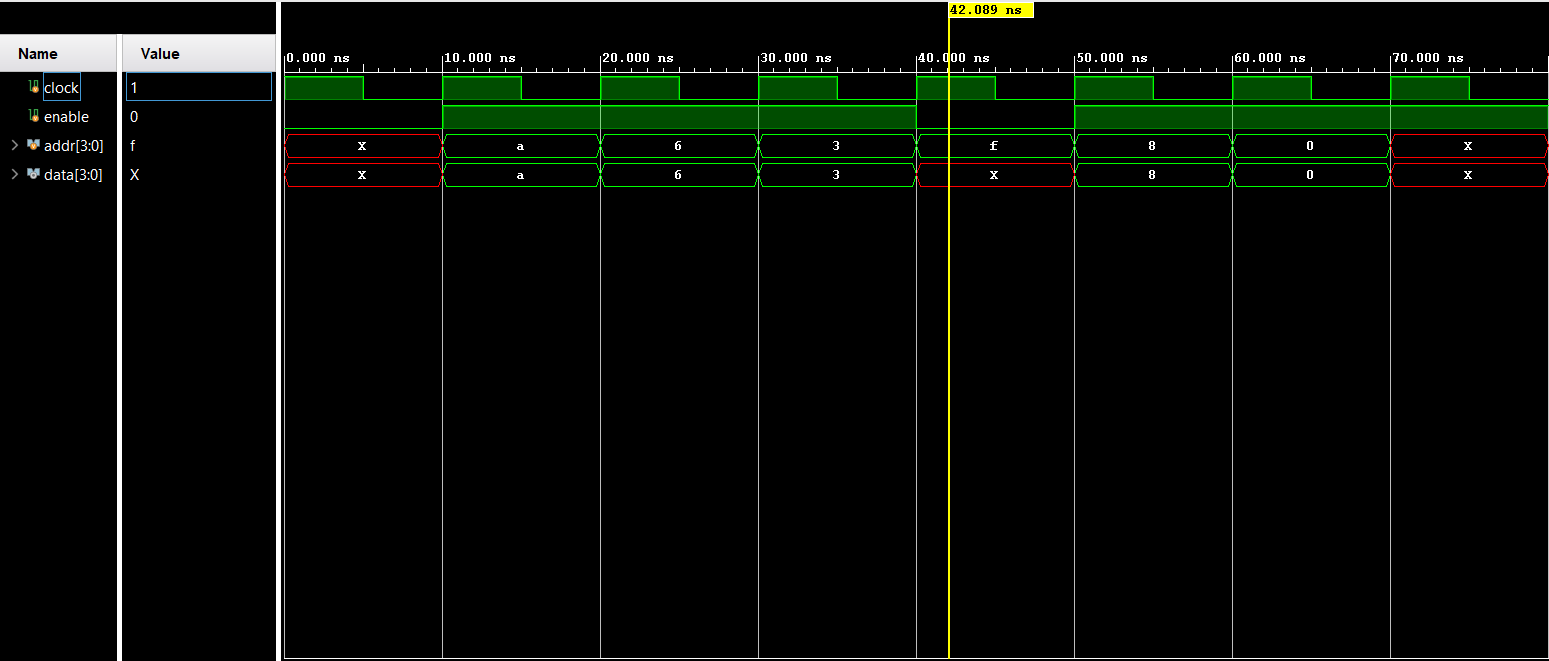 42.089 ns
Name Value
0.000 ns 10.000 ns 20.000 ns 30.000 ns 40.000 ns 50.000 ns 60.000 ns 70.000 ns
clock 1
enable 0
addr[3:0] f X a 6 3 f 8 0 X
data[3:0] X X a 6 3 X 8 0 X